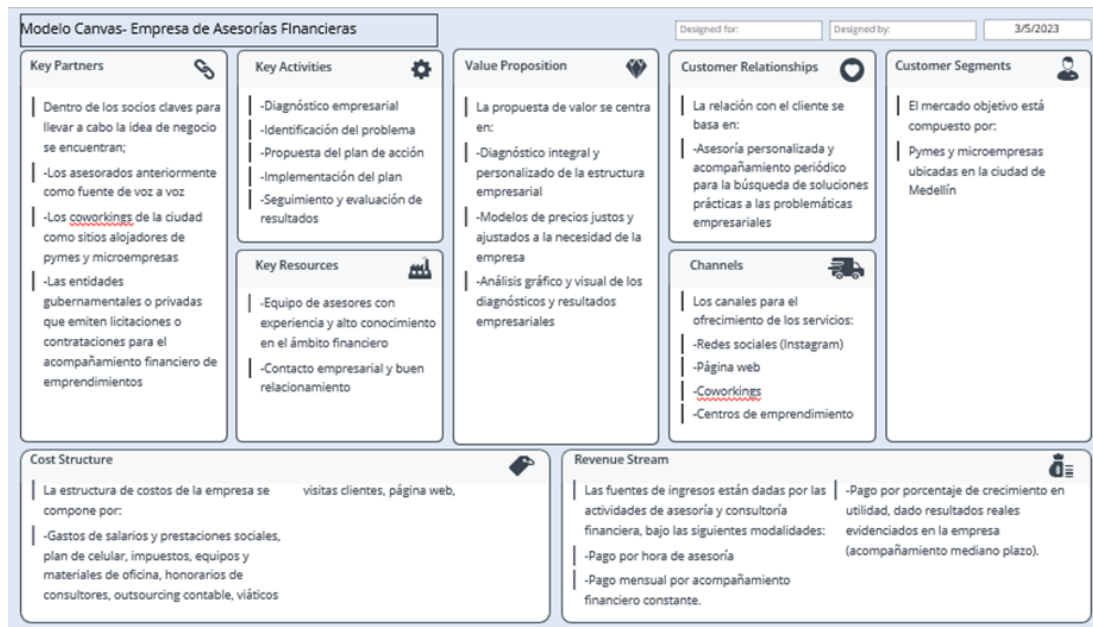 Modelo Canvas- Empresa de Asesorías FInancieras
Designed for:
Designed by:
3/5/2023
Key Partners
Dentro de los socios claves para
llevar a cabo la idea de negocio
se encuentran;
-Los asesorados anteriormente
como fuente de voz a voz
-Los coworkings de la ciudad
como sitios alojadores de
pymes y microempresas
-Las entidades
gubernamentales o privadas
que emiten licitaciones o
contrataciones para el
acompañamiento financiero de
emprendimientos
Key Activities
-Diagnóstico empresarial
-Identificación del problema
-Propuesta del plan de acción
-Implementación del plan
-Seguimiento y evaluación de
resultados
Key Resources
-Equipo de asesores con
experiencia y alto conocimiento
en el ámbito financiero
-Contacto empresarial y buen
relacionamiento
Value Proposition
La propuesta de valor se centra
en:
-Diagnóstico integral y
personalizado de la estructura
empresarial
-Modelos de precios justos y
ajustados a la necesidad de la
empresa
-Análisis gráfico y visual de los
diagnósticos y resultados
empresariales
Customer Relationships
La relación con el cliente se
basa en:
-Asesoría personalizada y
acompañamiento periódico
para la búsqueda de soluciones
prácticas a las problemáticas
empresariales
Channels
Los canales para el
ofrecimiento de los servicios:
-Redes sociales (Instagram)
-Página web
-Coworkings
-Centros de emprendimiento
Customer Segments
El mercado objetivo está
compuesto por:
Pymes y microempresas
ubicadas en la ciudad de
Medellín
Cost Structure
La estructura de costos de la empresa se
compone por:
-Gastos de salarios y prestaciones sociales,
plan de celular, impuestos, equipos y
materiales de oficina, honorarios de
consultores, outsourcing contable, viáticos
visitas clientes, página web,
Revenue Stream
Las fuentes de ingresos están dadas por las
actividades de asesoría y consultoría
financiera, bajo las siguientes modalidades:
-Pago por hora de asesoría
-Pago mensual por acompañamiento
financiero constante.
-Pago por porcentaje de crecimiento en
utilidad, dado resultados reales
evidenciados en la empresa
(acompañamiento mediano plazo).